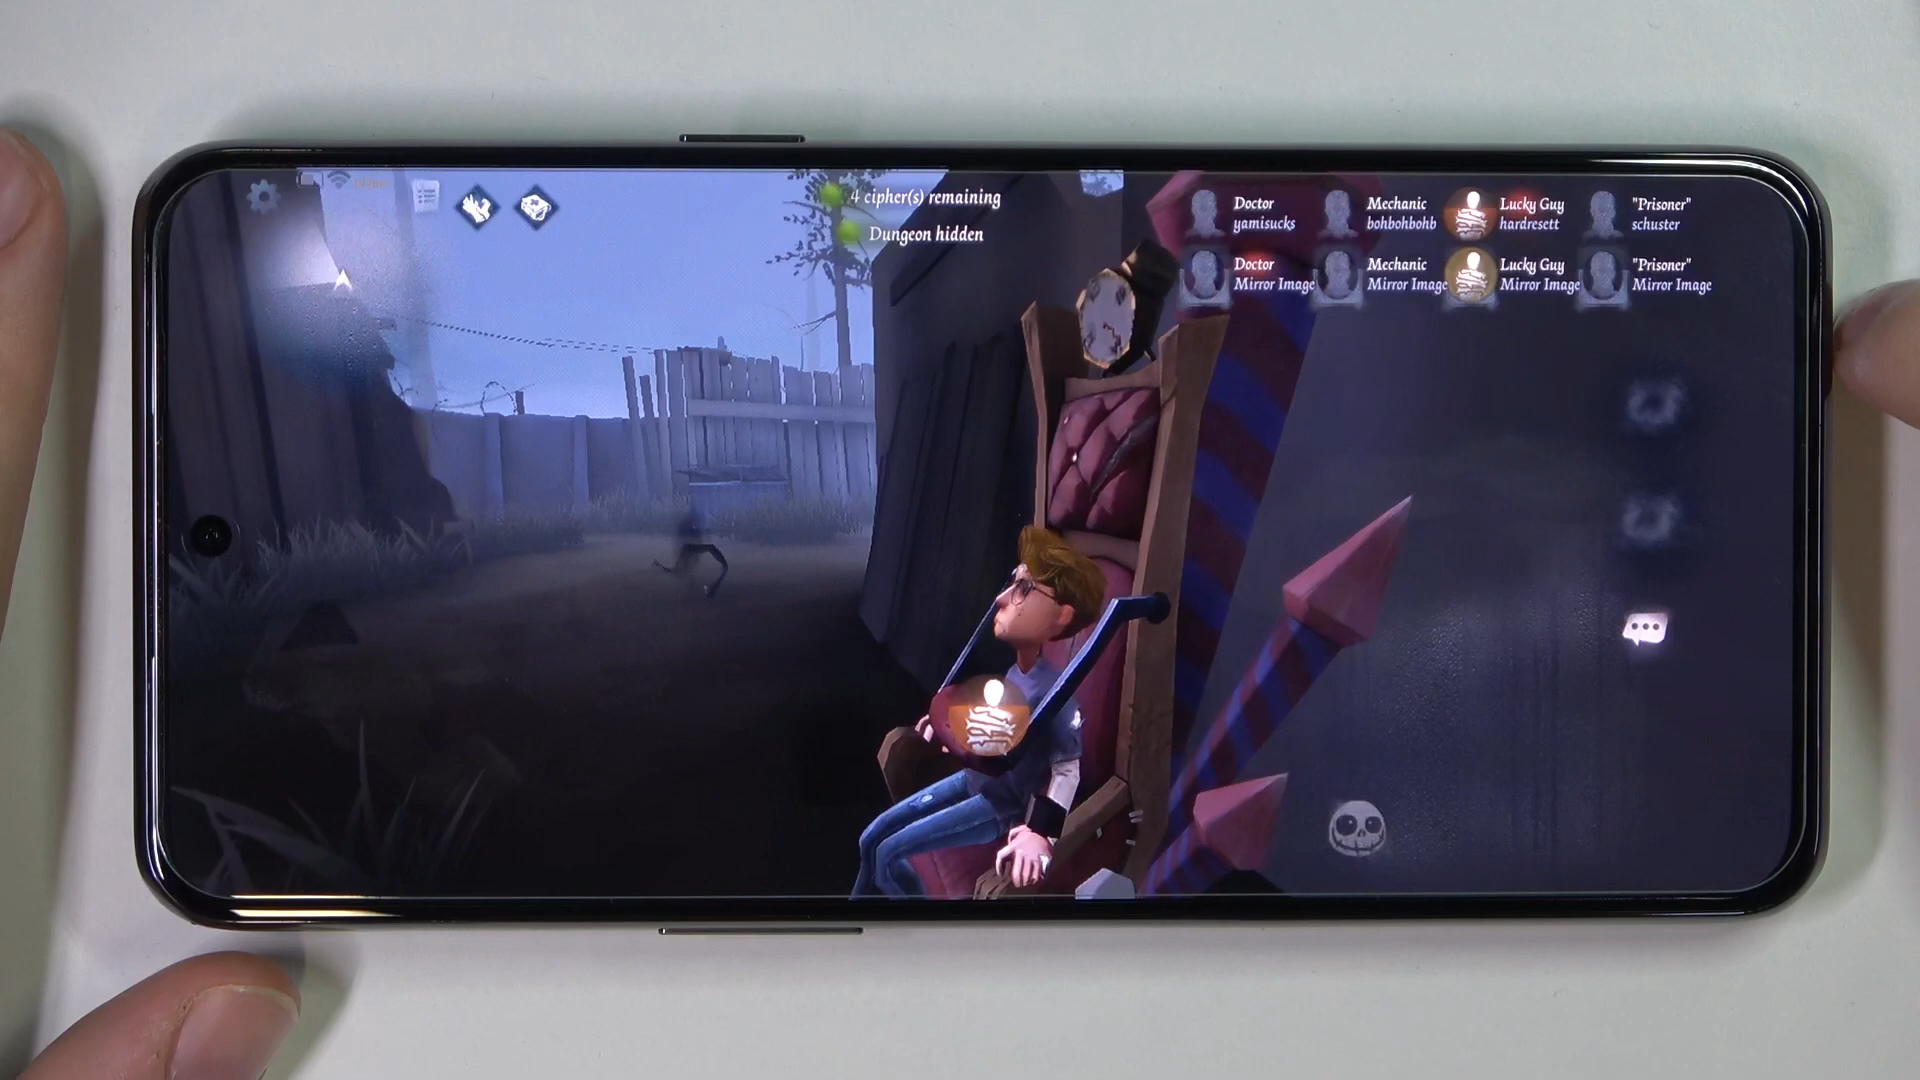 4 cipher(s) remaining
Dungeon hidden
Doctor
yamisucks
Mechanic
bohbohbohb
Lucky Guy
hardresett
"Prisoner"
schuster
Doctor
Mirror Image
Mechanic
Mirror Image
Lucky Guy
Mirror Image
"Prisoner"
Mirror Image